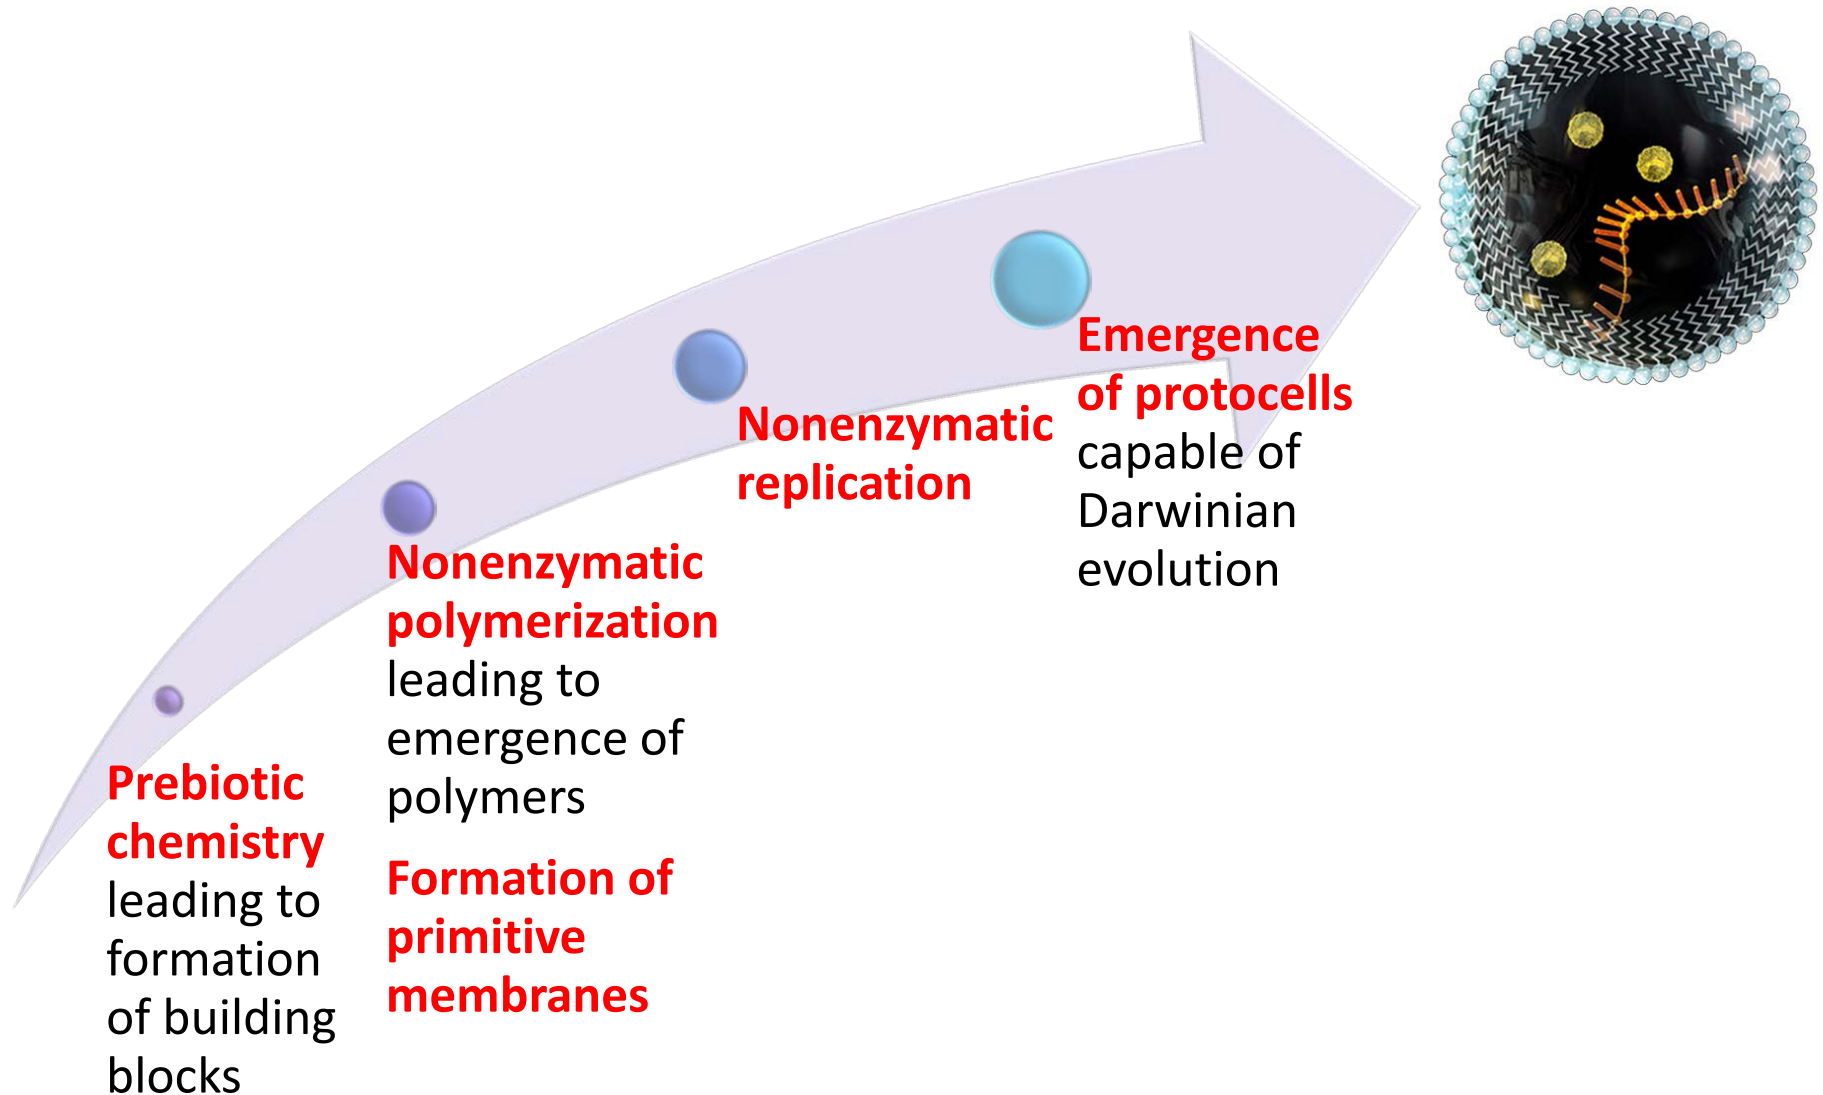 Prebiotic
chemistry
leading to
formation
of building
blocks
Nonenzymatic
polymerization
leading to
emergence of
polymers
Formation of
primitive
membranes
Nonenzymatic
replication
Emergence
of protocells
capable of
Darwinian
evolution